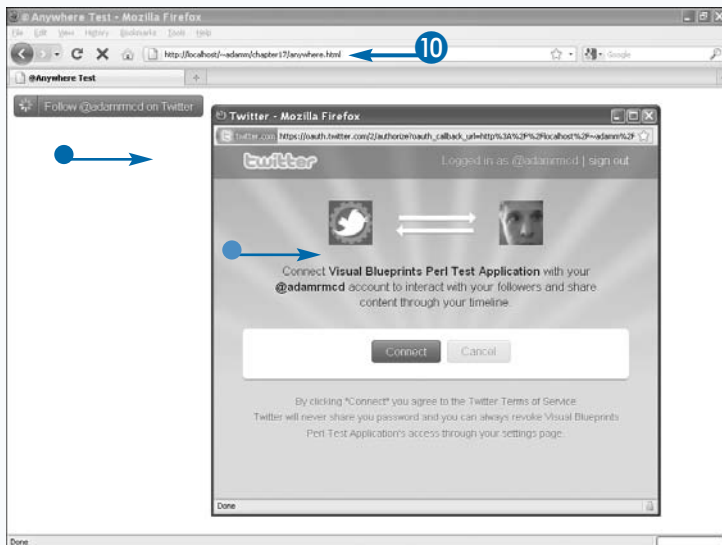 @ Anywhere Test - Mozilla Firefox
File Edit View History Bookmarks Tools Help
http://localhost/~adamm/chapter17/anywhere.html
10
Google
@Anywhere Test
Follow @adamrmcd on Twitter
Twitter - Mozilla Firefox
twitter.com https://oauth.twitter.com/2/authorize?oauth_callback_url=http%3A%2F%2Flocalhost%2F~adamm%2F
twitter
Logged in as @adamrmcd | sign out
Connect Visual Blueprints Perl Test Application with your
@adamrmcd account to interact with your followers and share
content through your timeline.
Connect Cancel
By clicking "Connect" you agree to the Twitter Terms of Service.
Twitter will never share you password and you can always revoke Visual Blueprints
Perl Test Application's access through your settings page.
Done
Done